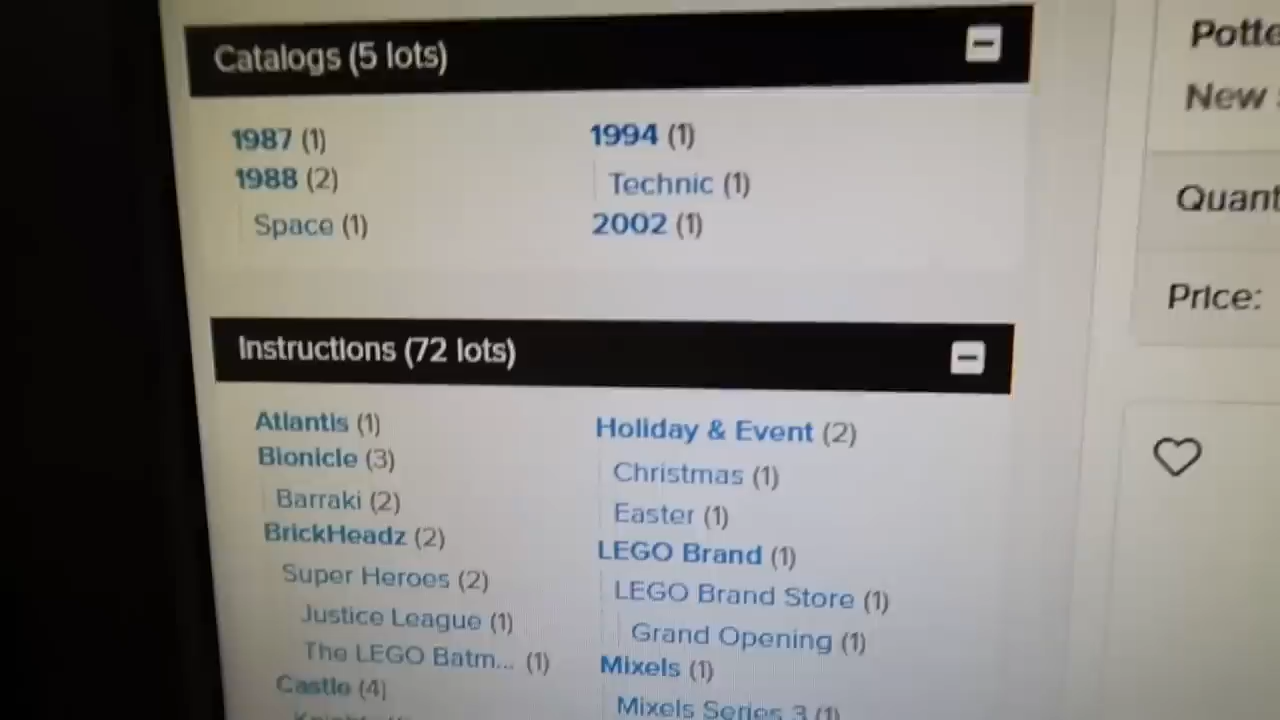 Catalogs (5 lots)
1987 (1)
1988 (2)
Space (1)
1994 (1)
Technic (1)
2002 (1)
Instructions (72 lots)
Atlantis (1)
Bionicle (3)
Barraki (2)
BrickHeadz (2)
Super Heroes (2)
Justice League (1)
The LEGO Batm... (1)
Castle (4)
Holiday & Event (2)
Christmas (1)
Easter (1)
LEGO Brand (1)
LEGO Brand Store (1)
Grand Opening (1)
Mixels (1)
Mixels Series 3 (1)
Potte
New
Quant
Price: